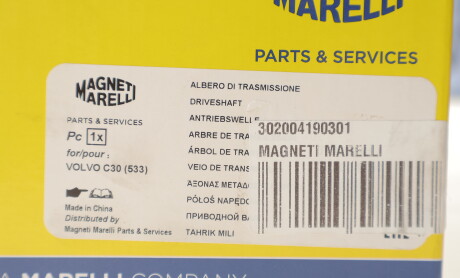 MARELLI
PARTS & SERVICES
MAGNETI
MARELLI
PARTS & SERVICES
Pc 1x
for/pour :
VOLVO C30 (533)
Made in China
Distributed by
Magneti Marelli Parts & Services
ALBERO DI TRASMISSIONE
DRIVESHAFT
ANTRIEBSWELLE
ARBRE DE TRA
ÁRBOL DE TRA
VEIO DE TRANS
ΑΞΟΝΑΣ ΜΕΤΑΔ
PÓŁOŚ NAPĘDO
ПРИВОДНОЙ ВА
TAHRIK MILI
302004190301
MAGNETI MARELLI
A MARELLI COMPANY